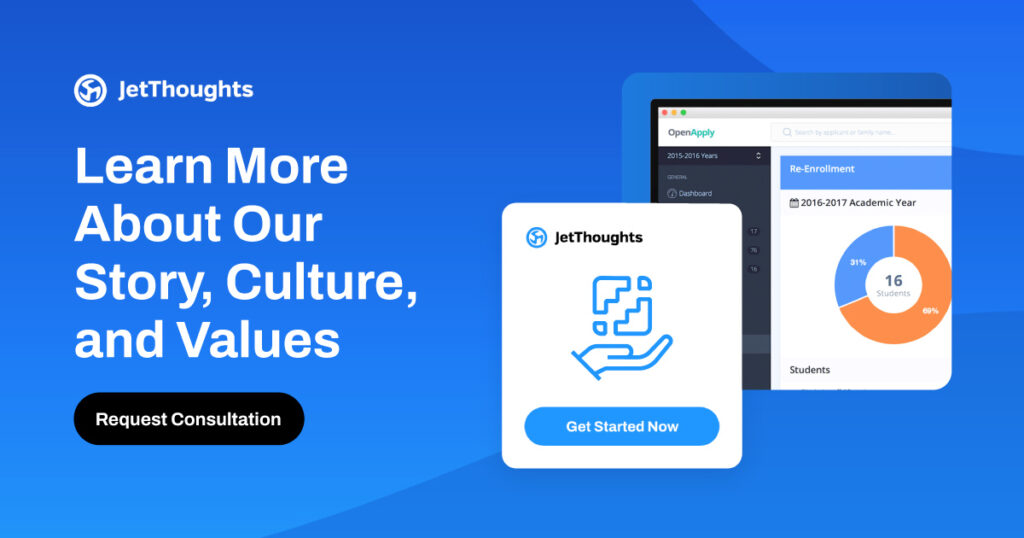 JetThoughts
Learn More
About Our
Story, Culture,
and Values
Request Consultation
JetThoughts
Get Started Now
OpenApply
Search by applicant or family name...
2015-2016 Years
GENERAL
Dashboard
17
76
16
Re-Enrollment
2016-2017 Academic Year
31%
16
Students
69%
Students